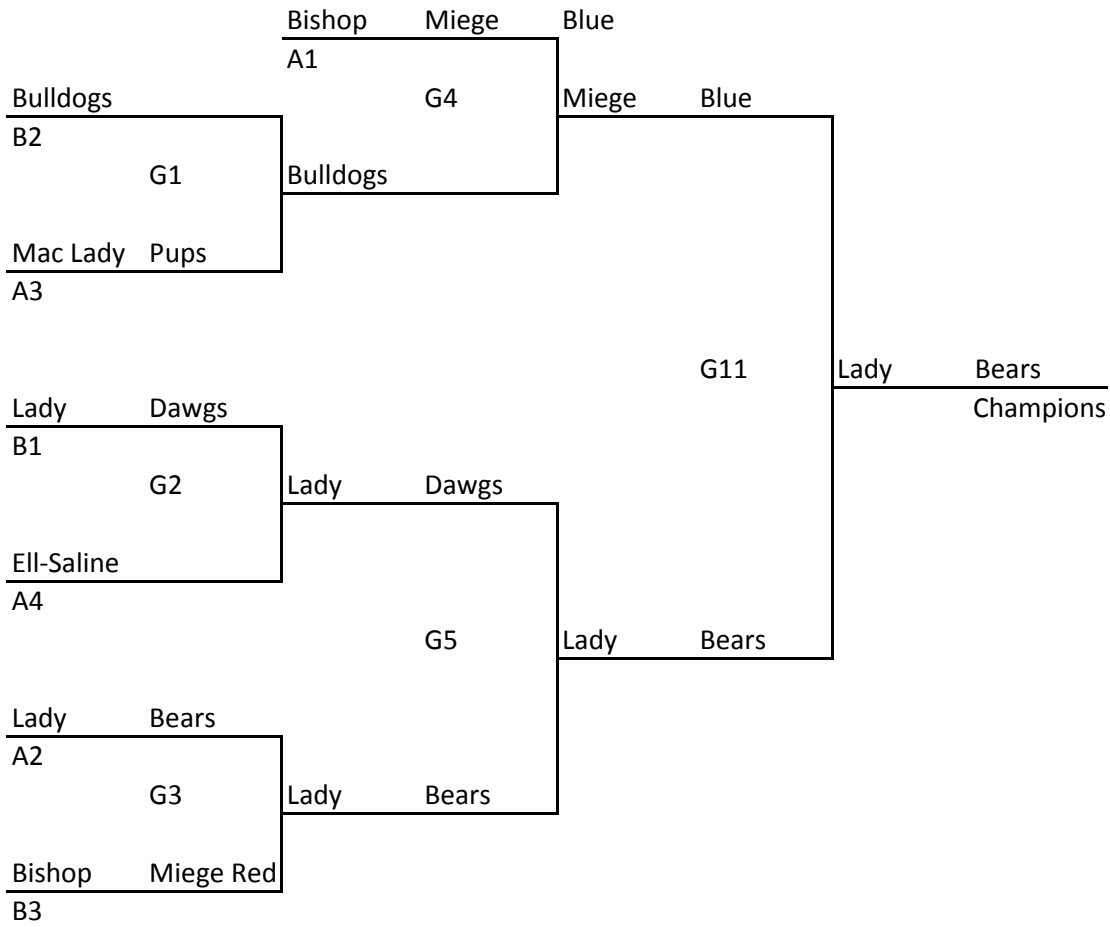 Bishop Miege Blue
A1
Bulldogs G4 Miege Blue
B2
G1 Bulldogs
Mac Lady Pups
A3
G11 Lady Bears
Lady Dawgs Champions
B1
G2 Lady Dawgs
Ell-Saline
A4
G5 Lady Bears
Lady Bears
A2
G3 Lady Bears
Bishop Miege Red
B3